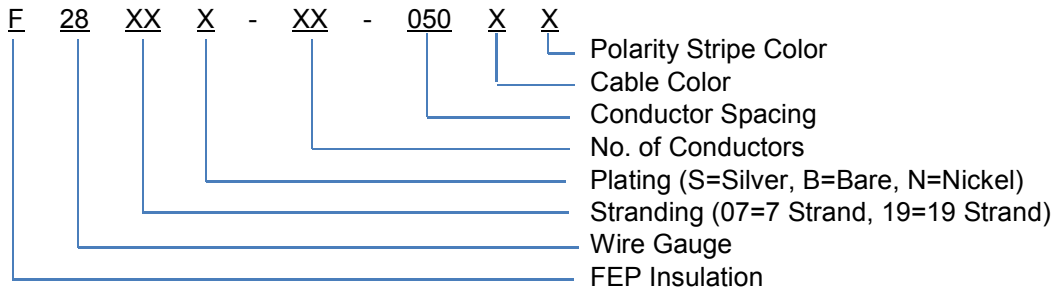 F 28 XX X - XX - 050 X X
Polarity Stripe Color
Cable Color
Conductor Spacing
No. of Conductors
Plating (S=Silver, B=Bare, N=Nickel)
Stranding (07=7 Strand, 19=19 Strand)
Wire Gauge
FEP Insulation